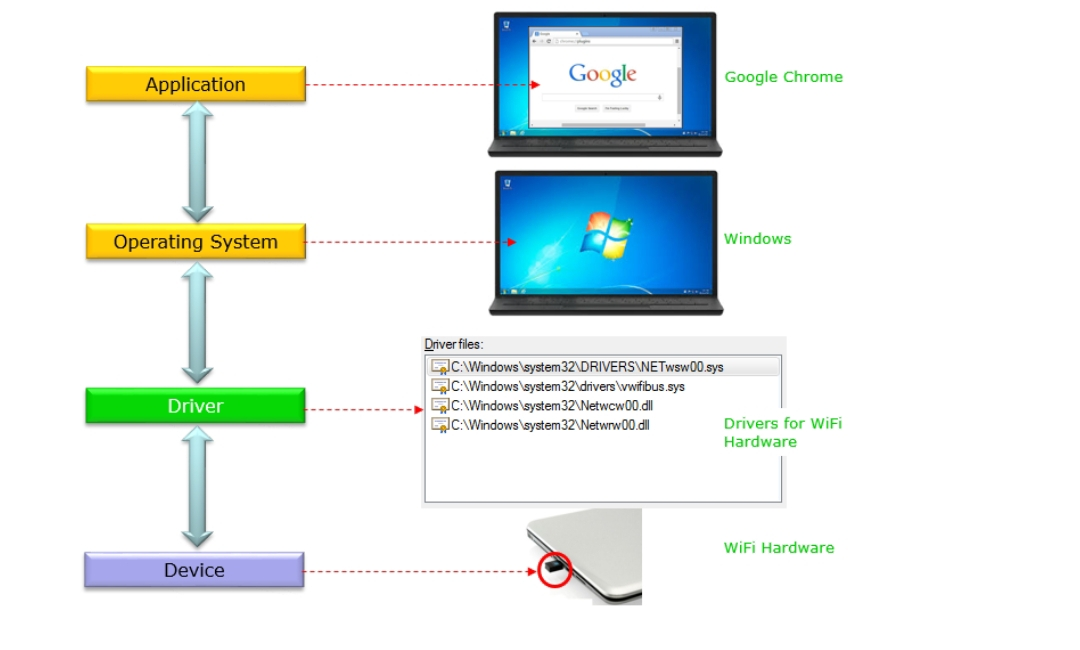 Application
Google
Google Chrome
Operating System
Windows
Driver files:
C:\Windows\system32\DRIVERS\NETwsw00.sys
C:\Windows\system32\drivers\vwifibus.sys
C:\Windows\system32\Netwcw00.dll
C:\Windows\system32\Netwrw00.dll
Driver
Drivers for WiFi
Hardware
Device
WiFi Hardware